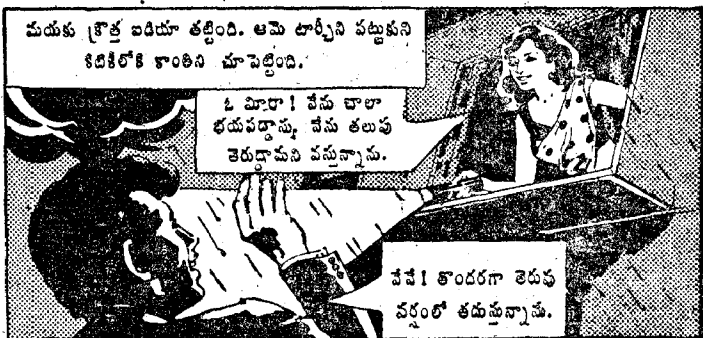 మయకు క్రొత్త ఐడియా తట్టింది. ఆమె టార్చిని పట్టుకుని
కిటికీలోకి కాంతిని చూపెట్టింది.
ఓ మీరా! వేను చాలా
భయపడ్డాను, వేను తలుపు
తెరుద్దామని వస్తున్నాను.
వేవే! తొందరగా తెరువు
వర్షంలో తడుస్తున్నాను.